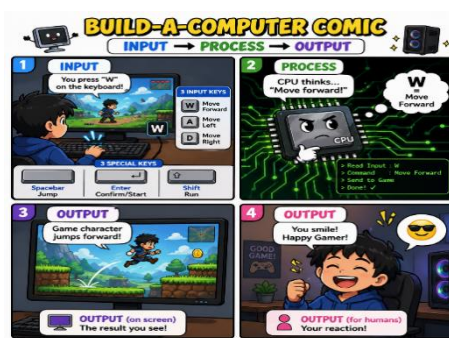 BUILD-A-COMPUTER COMIC
INPUT → PROCESS → OUTPUT
1 INPUT
You press "W"
on the keyboard!
W
3 INPUT KEYS
W Move Forward
A Move Left
D Move Right
3 SPECIAL KEYS
Spacebar
Jump
Enter
Confirm/Start
Shift
Run
2 PROCESS
CPU thinks...
"Move forward!"
W
=
Move
Forward
CPU
> Read Input : W
> Command : Move Forward
> Send to Game
> Done! ✓
3 OUTPUT
Game character
jumps forward!
OUTPUT (on screen)
The result you see!
4 OUTPUT
You smile!
Happy Gamer!
GOOD
GAME!
OUTPUT (for humans)
Your reaction!